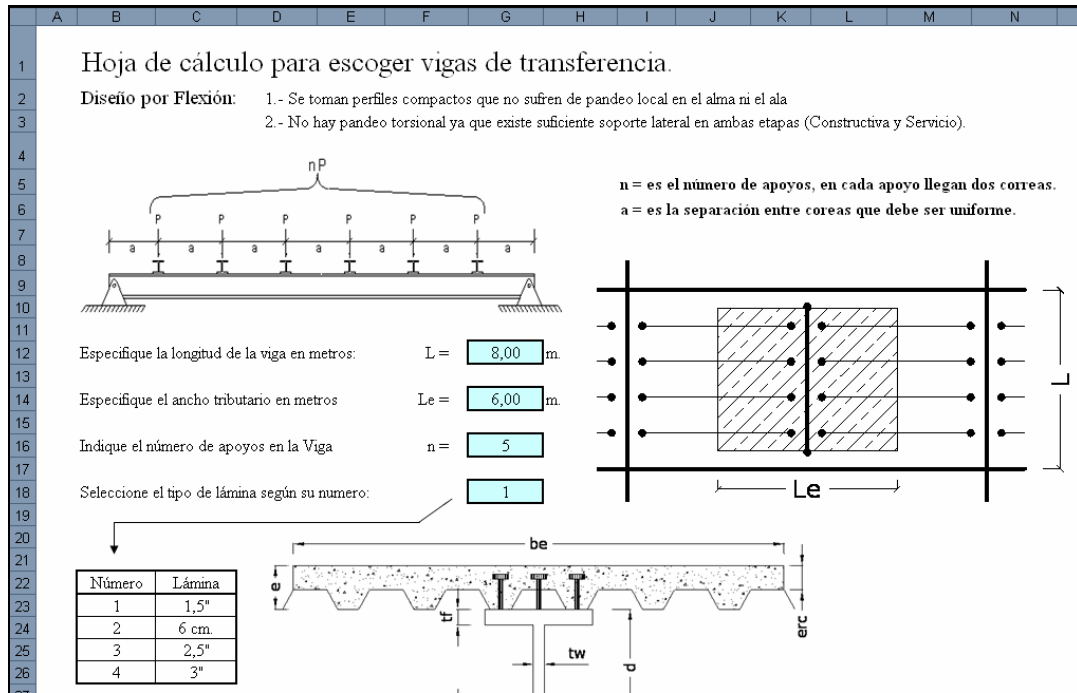 A B C D E F G H I J K L M N
1 Hoja de cálculo para escoger vigas de transferencia.
2 Diseño por Flexión: 1.- Se toman perfiles compactos que no sufren de pandeo local en el alma ni el ala
3 2.- No hay pandeo torsional ya que existe suficiente soporte lateral en ambas etapas (Constructiva y Servicio).
4
nP
5 n = es el número de apoyos, en cada apoyo llegan dos correas.
6 a = es la separación entre coreas que debe ser uniforme.
P P P P P P
7
a a a a a a a
8
9
10
11
12 Especifique la longitud de la viga en metros: L = 8,00 m.
13
L
14 Especifique el ancho tributario en metros Le = 6,00 m.
15
16 Indique el número de apoyos en la Viga n = 5
17
18 Seleccione el tipo de lámina según su numero: 1
Le
19
20
be
21
22 Número Lámina
e
23 1 1,5"
tf
erc
24 2 6 cm.
25 3 2,5"
tw
d
26 4 3"
27